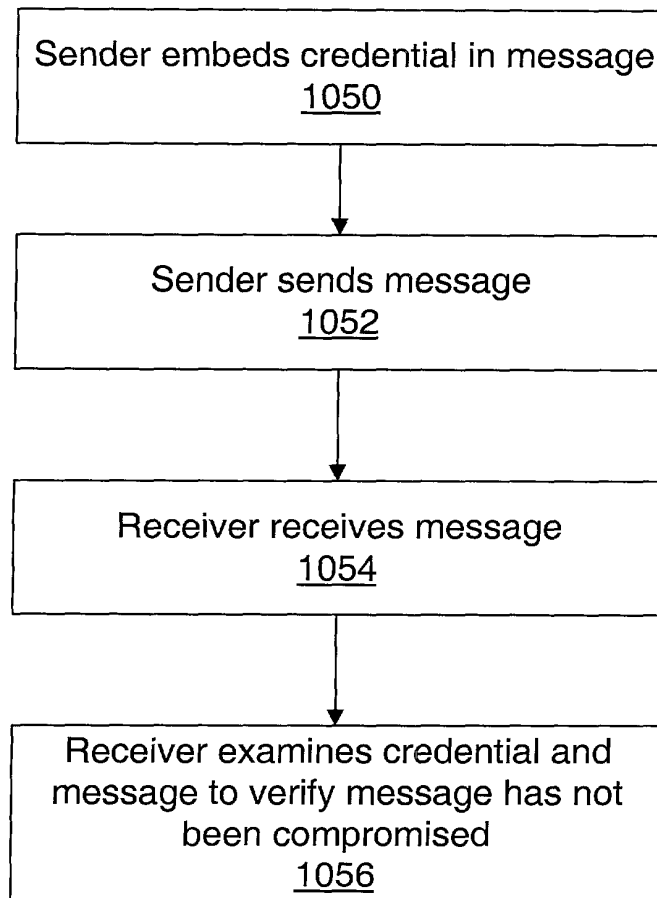 Sender embeds credential in message
1050
Sender sends message
1052
Receiver receives message
1054
Receiver examines credential and
message to verify message has not
been compromised
1056